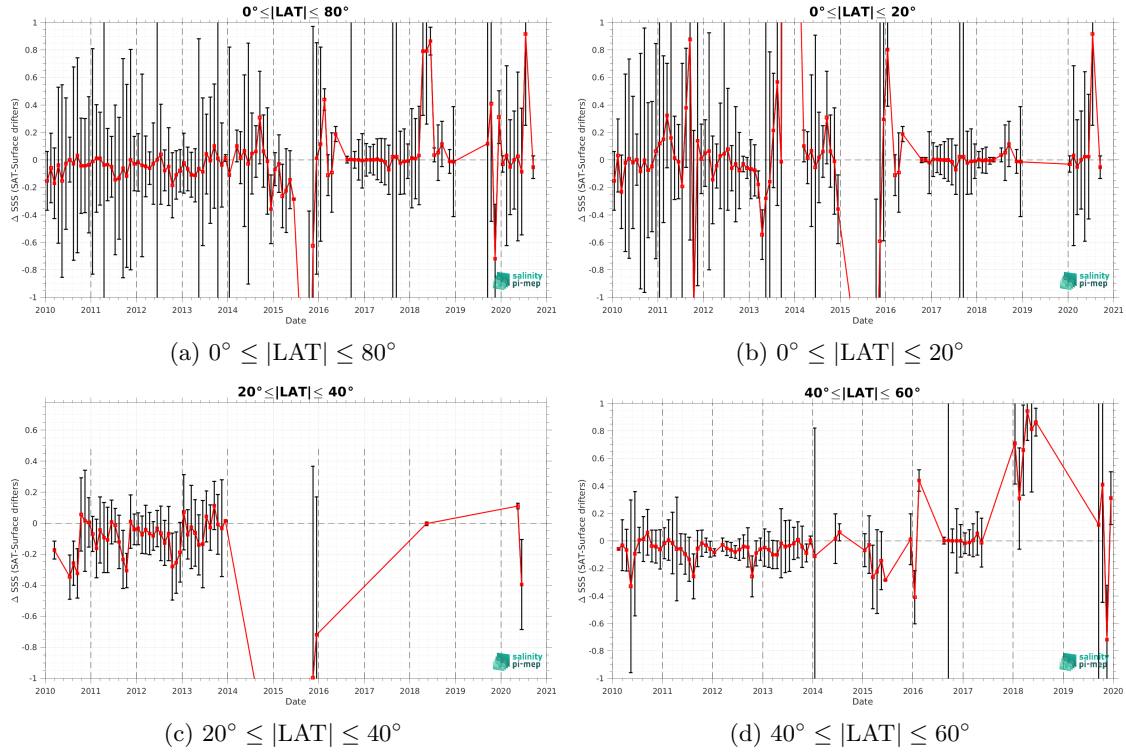 0°≤|LAT|≤ 80°
Δ SSS (SAT-Surface drifters)
1
0.8
0.6
0.4
0.2
0
-0.2
-0.4
-0.6
-0.8
-1
2010 2011 2012 2013 2014 2015 2016 2017 2018 2019 2020 2021
Date
salinity
pi-mep
(a) 0° ≤ |LAT| ≤ 80°
0°≤|LAT|≤ 20°
Δ SSS (SAT-Surface drifters)
1
0.8
0.6
0.4
0.2
0
-0.2
-0.4
-0.6
-0.8
-1
2010 2011 2012 2013 2014 2015 2016 2017 2018 2019 2020 2021
Date
salinity
pi-mep
(b) 0° ≤ |LAT| ≤ 20°
20°≤|LAT|≤ 40°
Δ SSS (SAT-Surface drifters)
0.6
0.4
0.2
0
-0.2
-0.4
-0.6
-0.8
-1
2010 2011 2012 2013 2014 2015 2016 2017 2018 2019 2020 2021
Date
salinity
pi-mep
(c) 20° ≤ |LAT| ≤ 40°
40°≤|LAT|≤ 60°
Δ SSS (SAT-Surface drifters)
1
0.8
0.6
0.4
0.2
0
-0.2
-0.4
-0.6
-0.8
-1
2010 2011 2012 2013 2014 2015 2016 2017 2018 2019 2020
Date
salinity
pi-mep
(d) 40° ≤ |LAT| ≤ 60°